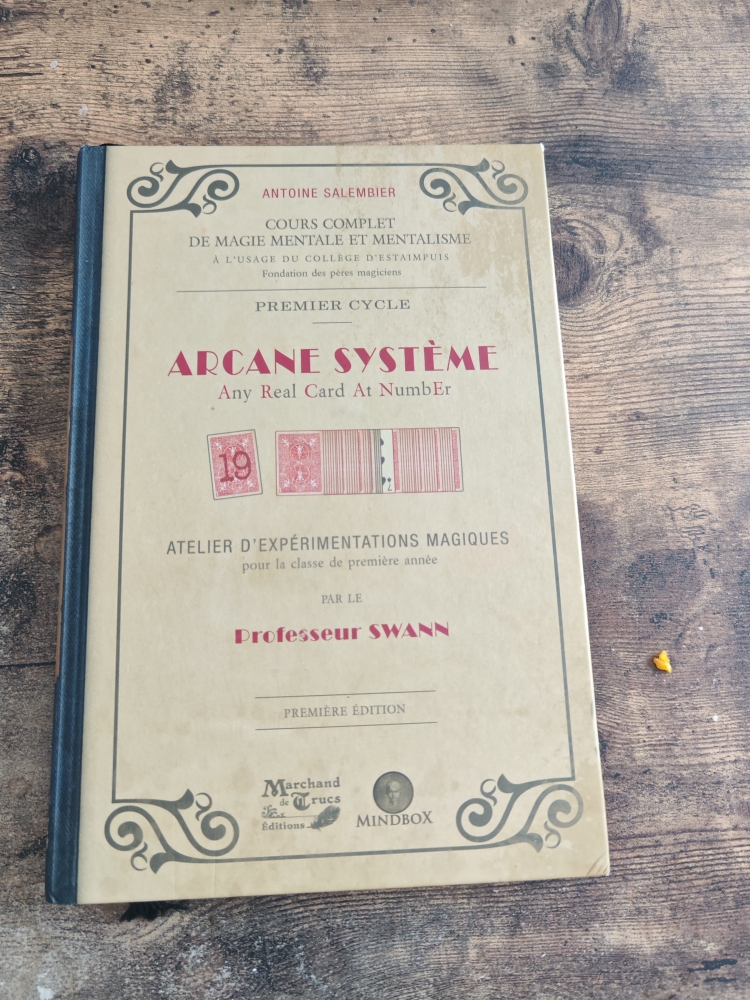 ANTOINE SALEMBIER
COURS COMPLET
DE MAGIE MENTALE ET MENTALISME
À L'USAGE DU COLLÈGE D'ESTAIMPUIS
Fondation des pères magiciens
PREMIER CYCLE
ARCANE SYSTÈME
Any Real Card At NumbEr
19
ATELIER D'EXPÉRIMENTATIONS MAGIQUES
pour la classe de première année
PAR LE
Professeur SWANN
PREMIÈRE ÉDITION
Marchand
de Trucs
Éditions
MINDBOX